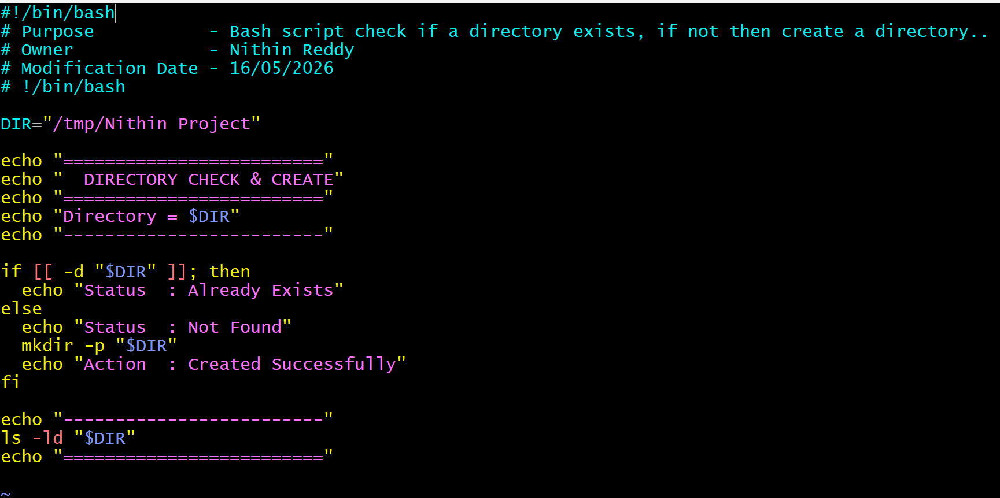 #!/bin/bash
# Purpose           - Bash script check if a directory exists, if not then create a directory..
# Owner             - Nithin Reddy
# Modification Date - 16/05/2026
# !/bin/bash

DIR="/tmp/Nithin Project"

echo "========================="
echo "  DIRECTORY CHECK & CREATE"
echo "========================="
echo "Directory = $DIR"
echo "-------------------------"

if [[ -d "$DIR" ]]; then
  echo "Status  : Already Exists"
else
  echo "Status  : Not Found"
  mkdir -p "$DIR"
  echo "Action  : Created Successfully"
fi

echo "-------------------------"
ls -ld "$DIR"
echo "========================="

~